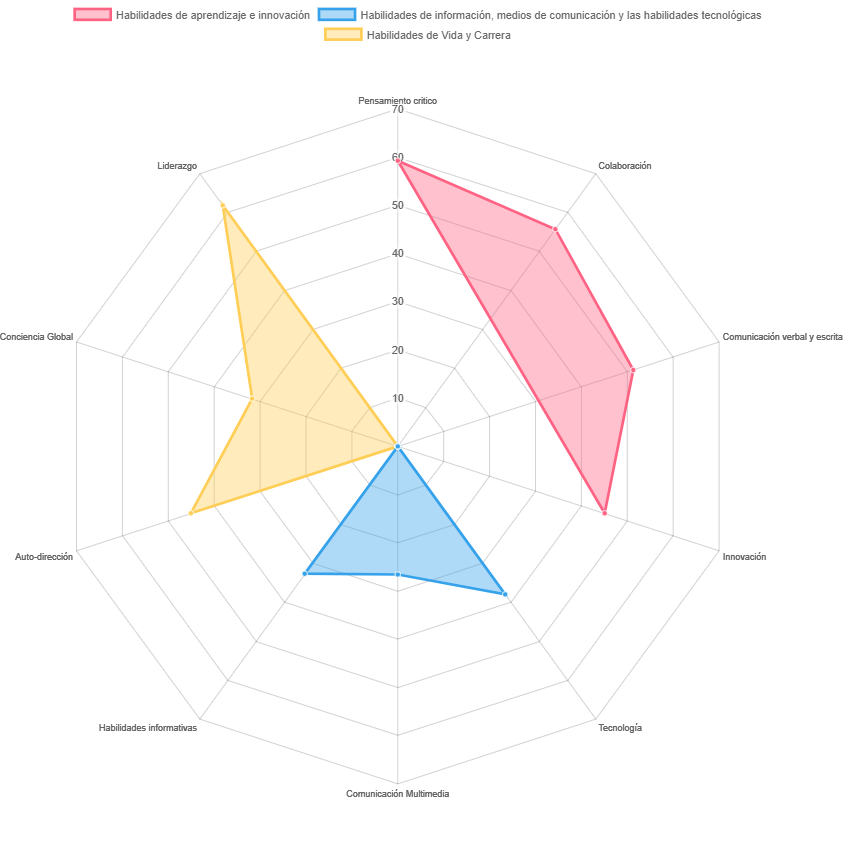 Habilidades de aprendizaje e innovación
Habilidades de información, medios de comunicación y las habilidades tecnológicas
Habilidades de Vida y Carrera
Pensamiento critico
70
60
50
40
30
20
10
Liderazgo
Colaboración
Conciencia Global
Comunicación verbal y escrita
Auto-dirección
Innovación
Habilidades informativas
Tecnología
Comunicación Multimedia